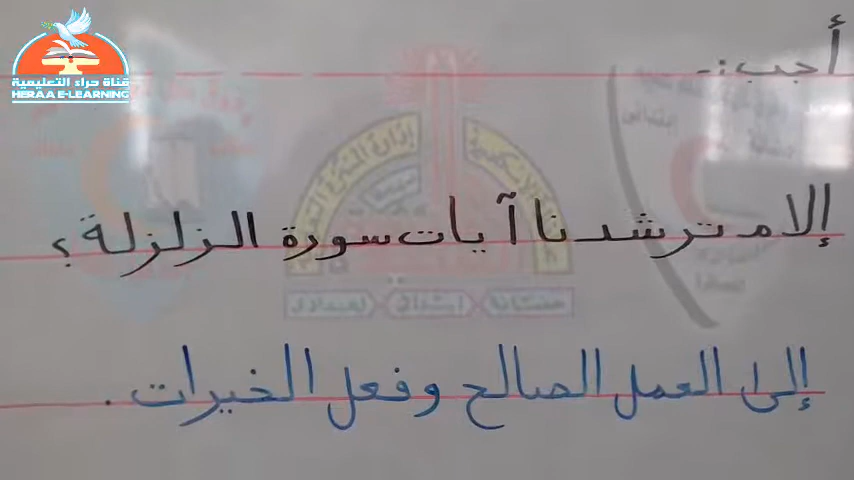 قناة حراء التعليمية
HERAA E-LEARNING
أجب :-
إلام ترشدنا آيات سورة الزلزلة ؟
إلى العمل الصالح وفعل الخيرات .